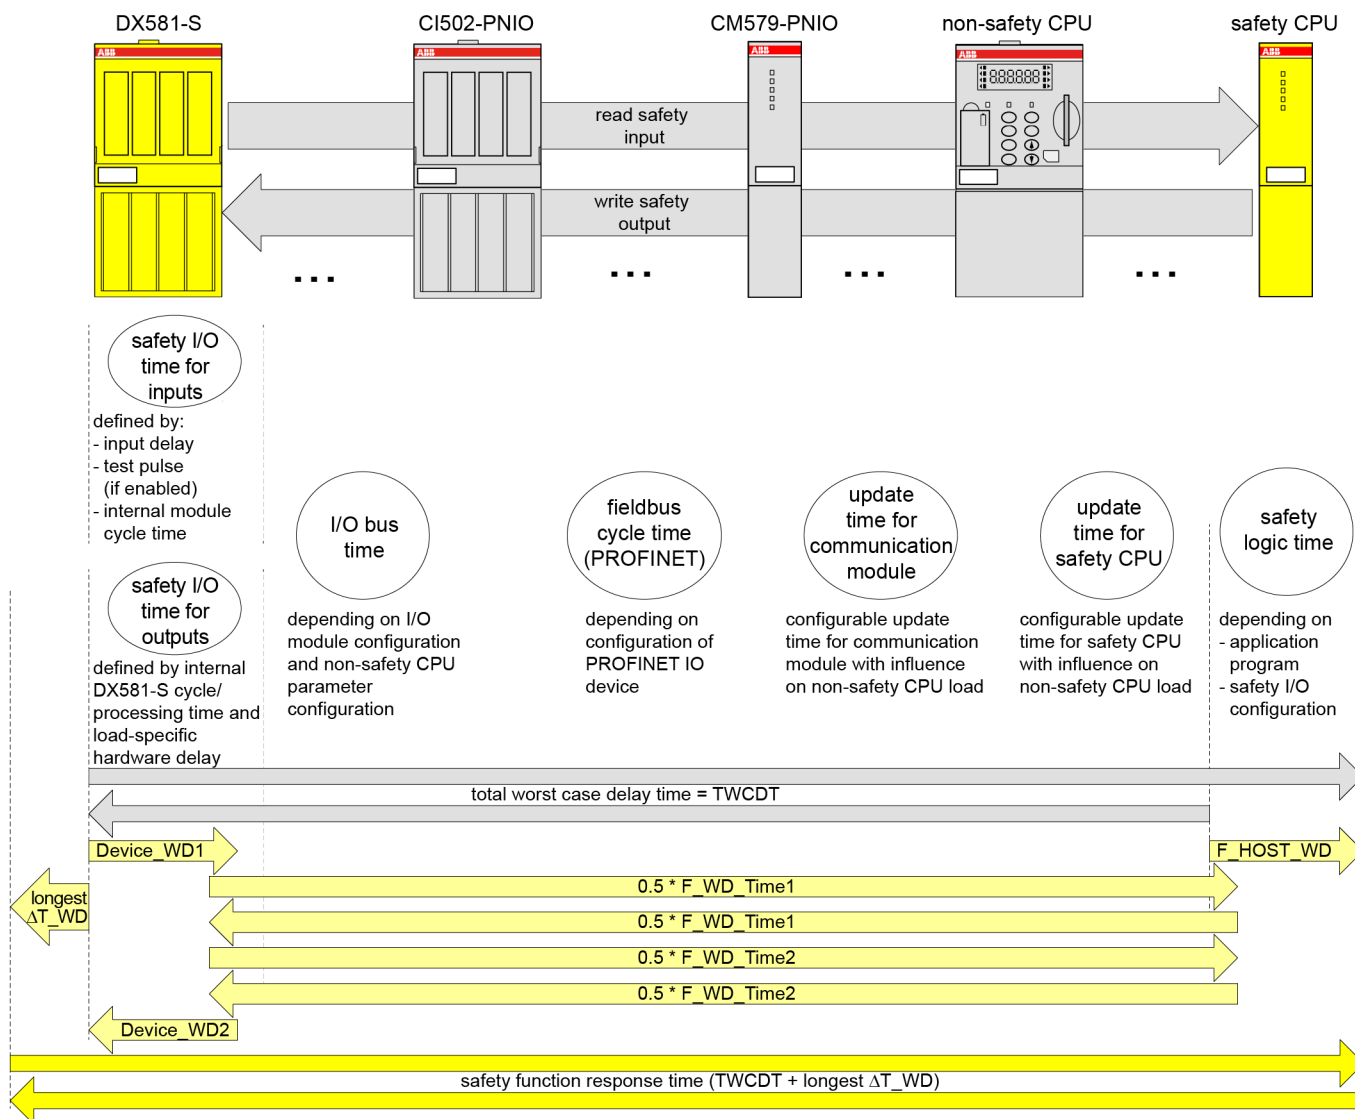 DX581-S
CI502-PNIO
CM579-PNIO
non-safety CPU
safety CPU
ABB
ABB
ABB
ABB
ABB
8.8.8.8.8.8.
read safety
input
write safety
output
...
...
...
...
safety I/O
time for
inputs
defined by:
- input delay
- test pulse
(if enabled)
- internal module
cycle time
safety I/O
time for
outputs
defined by internal
DX581-S cycle/
processing time and
load-specific
hardware delay
I/O bus
time
depending on I/O
module configuration
and non-safety CPU
parameter
configuration
fieldbus
cycle time
(PROFINET)
depending on
configuration of
PROFINET IO
device
update
time for
communication
module
configurable update
time for communication
module with influence
on non-safety CPU load
update
time for
safety CPU
configurable update
time for safety CPU
with influence on
non-safety CPU load
safety
logic time
depending on
- application
program
- safety I/O
configuration
total worst case delay time = TWCDT
Device_WD1
F_HOST_WD
longest
ΔT_WD
0.5 * F_WD_Time1
0.5 * F_WD_Time1
0.5 * F_WD_Time2
0.5 * F_WD_Time2
Device_WD2
safety function response time (TWCDT + longest ΔT_WD)